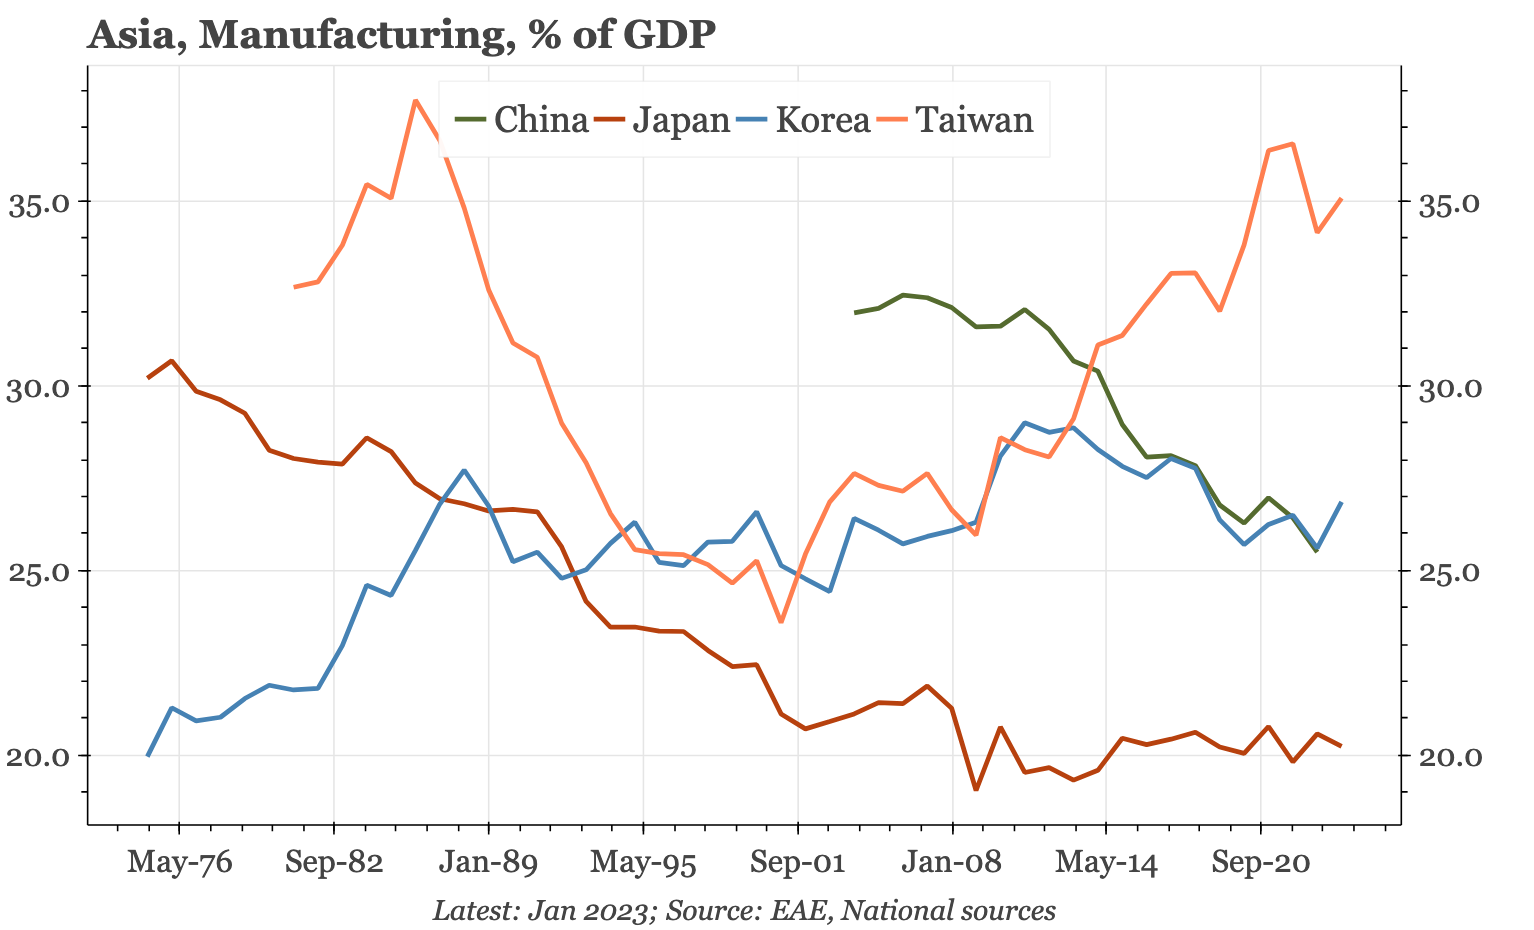 Asia, Manufacturing, % of GDP
China Japan Korea Taiwan
35.0 35.0
30.0 30.0
25.0 25.0
20.0 20.0
May-76 Sep-82 Jan-89 May-95 Sep-01 Jan-08 May-14 Sep-20
Latest: Jan 2023; Source: EAE, National sources